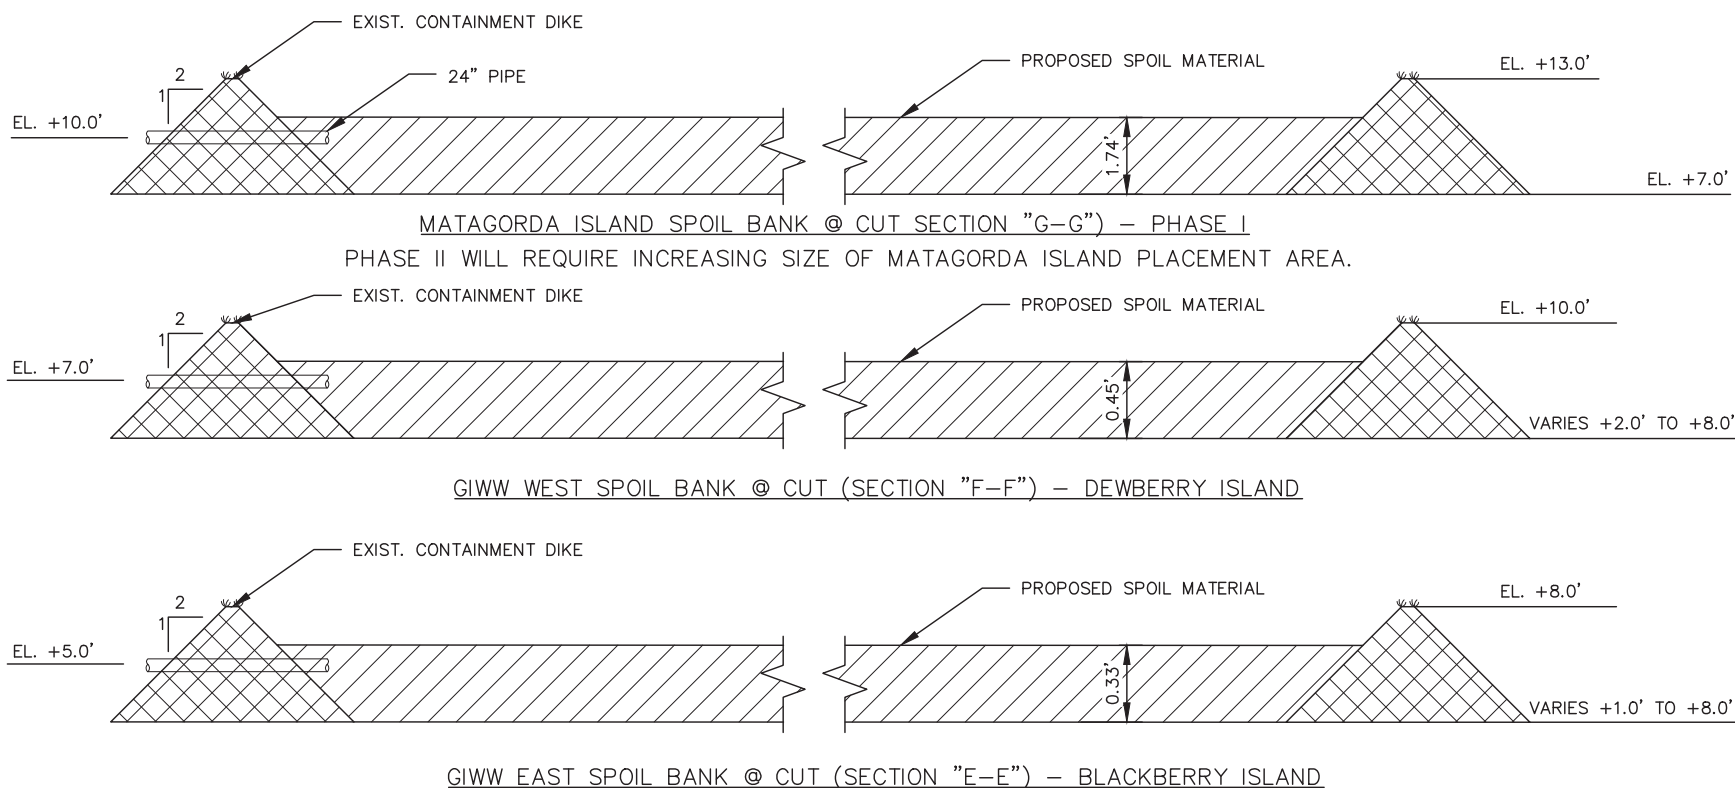 EXIST. CONTAINMENT DIKE
2
1
24” PIPE
PROPOSED SPOIL MATERIAL
EL. +13.0'
EL. +10.0'
1.74'
EL. +7.0'
MATAGORDA ISLAND SPOIL BANK @ CUT SECTION ”G-G”) - PHASE I
PHASE II WILL REQUIRE INCREASING SIZE OF MATAGORDA ISLAND PLACEMENT AREA.
EXIST. CONTAINMENT DIKE
2
1
PROPOSED SPOIL MATERIAL
EL. +10.0'
EL. +7.0'
0.45'
VARIES +2.0' TO +8.0'
GIWW WEST SPOIL BANK @ CUT (SECTION ”F-F”) - DEWBERRY ISLAND
EXIST. CONTAINMENT DIKE
2
1
PROPOSED SPOIL MATERIAL
EL. +8.0'
EL. +5.0'
0.33'
VARIES +1.0' TO +8.0'
GIWW EAST SPOIL BANK @ CUT (SECTION ”E-E”) - BLACKBERRY ISLAND